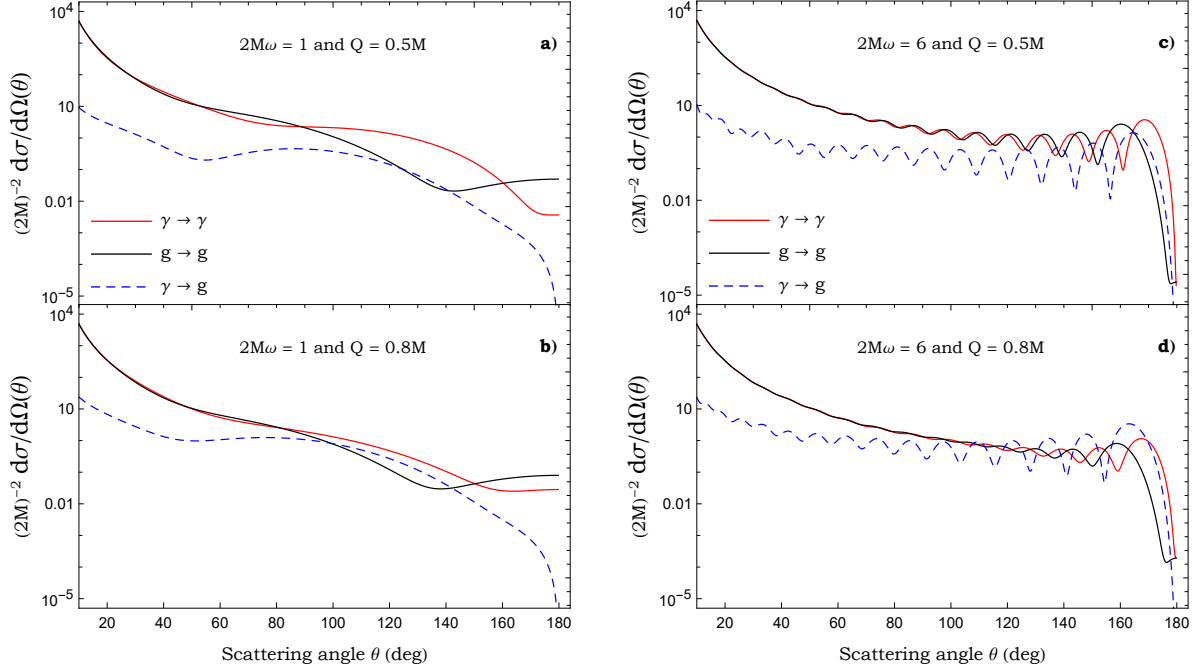 2Mω = 1 and Q = 0.5M
a)
10^4
10
0.01
10^-5
(2M)^-2 dσ/dΩ(θ)
γ → γ
g → g
γ → g
2Mω = 6 and Q = 0.5M
c)
10^4
10
0.01
10^-5
(2M)^-2 dσ/dΩ(θ)
γ → γ
g → g
γ → g
2Mω = 1 and Q = 0.8M
b)
10^4
10
0.01
10^-5
(2M)^-2 dσ/dΩ(θ)
20 40 60 80 100 120 140 160 180
Scattering angle θ (deg)
2Mω = 6 and Q = 0.8M
d)
10^4
10
0.01
10^-5
(2M)^-2 dσ/dΩ(θ)
20 40 60 80 100 120 140 160 180
Scattering angle θ (deg)